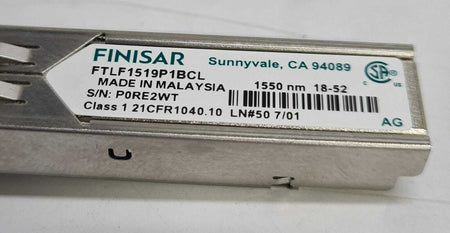 FINISAR Sunnyvale, CA 94089
FTLF1519P1BCL
MADE IN MALAYSIA 1550 nm 18-52
S/N: P0RE2WT
Class 1 21CFR1040.10 LN#50 7/01
AG